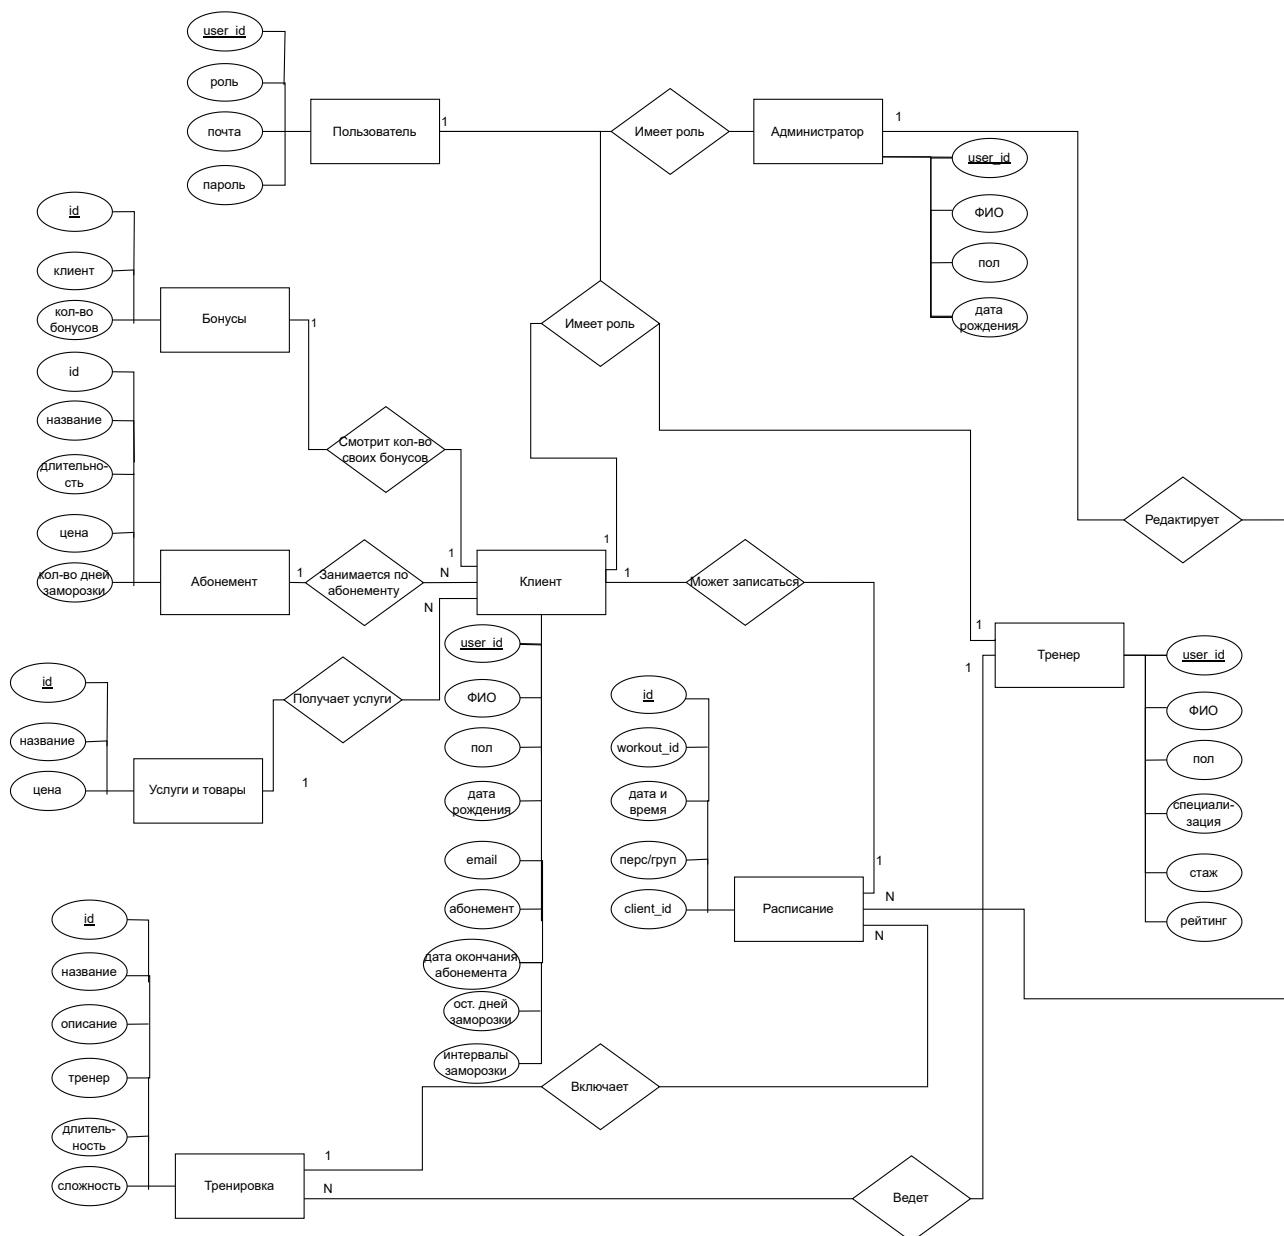 user_id
роль
почта
пароль
Пользователь
1
Имеет роль
Администратор
1
user_id
ФИО
пол
дата
рождения
id
клиент
кол-во
бонусов
Бонусы
1
Имеет роль
id
название
длительно-
сть
цена
кол-во дней
заморозки
Абонемент
1
Смотрит кол-во
своих бонусов
1
Занимается по
абонементу
N
N
Клиент
1
1
Может записаться
Редактирует
1
1
Тренер
user_id
ФИО
пол
специали-
зация
стаж
рейтинг
id
название
цена
Услуги и товары
1
Получает услуги
user_id
ФИО
пол
дата
рождения
email
абонемент
дата окончания
абонемента
ост. дней
заморозки
интервалы
заморозки
id
workout_id
дата и
время
перс/груп
client_id
Расписание
1
N
N
id
название
описание
тренер
длитель-
ность
сложность
Тренировка
1
N
Включает
Ведет